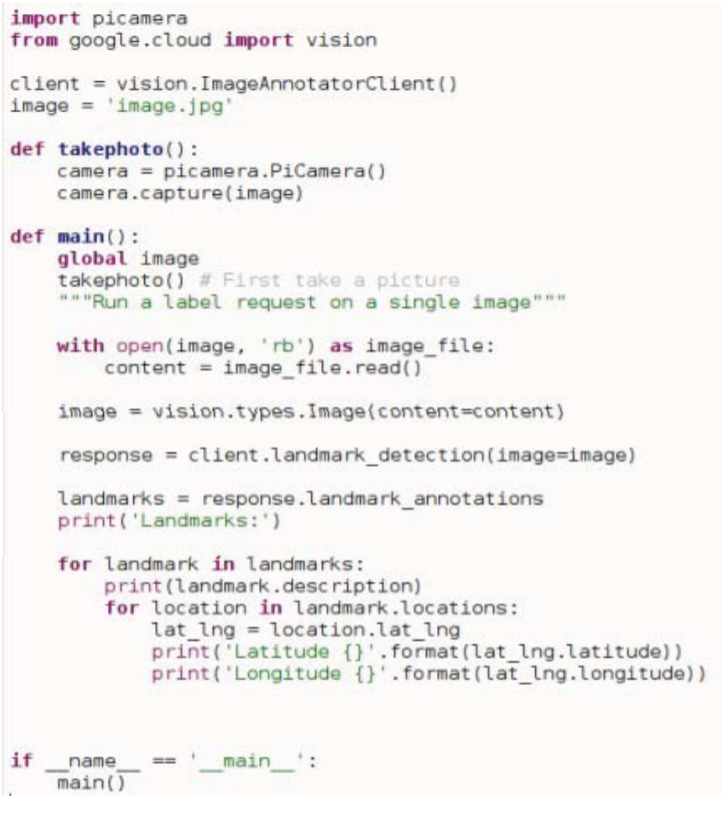 import picamera
from google.cloud import vision

client = vision.ImageAnnotatorClient()
image = 'image.jpg'

def takephoto():
    camera = picamera.PiCamera()
    camera.capture(image)

def main():
    global image
    takephoto() # First take a picture
    """Run a label request on a single image"""

    with open(image, 'rb') as image_file:
        content = image_file.read()

    image = vision.types.Image(content=content)

    response = client.landmark_detection(image=image)

    landmarks = response.landmark_annotations
    print('Landmarks:')

    for landmark in landmarks:
        print(landmark.description)
        for location in landmark.locations:
            lat_lng = location.lat_lng
            print('Latitude {}'.format(lat_lng.latitude))
            print('Longitude {}'.format(lat_lng.longitude))

if __name__ == '__main__':
    main()